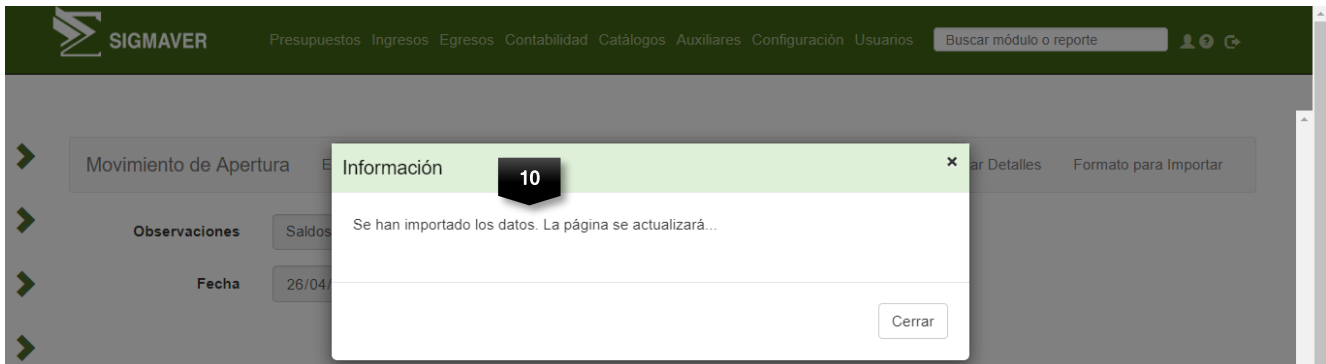 SIGMAVER Presupuestos Ingresos Egresos Contabilidad Catálogos Auxiliares Configuración Usuarios Buscar módulo o reporte
Movimiento de Apertura E Información 10 × ar Detalles Formato para Importar
Observaciones Saldos Se han importado los datos. La página se actualizará...
Fecha 26/04/
Cerrar